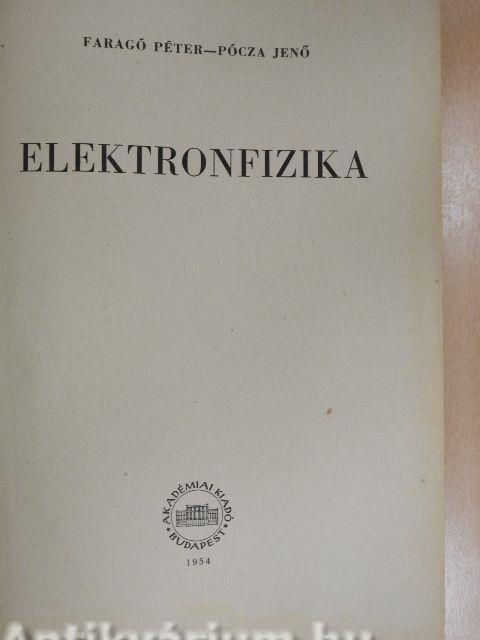 FARAGÓ PÉTER—PÓCZA JENŐ
ELEKTRONFIZIKA
AKADÉMIAI KIADÓ
* BUDAPEST *
1954
Antikvárium.hu